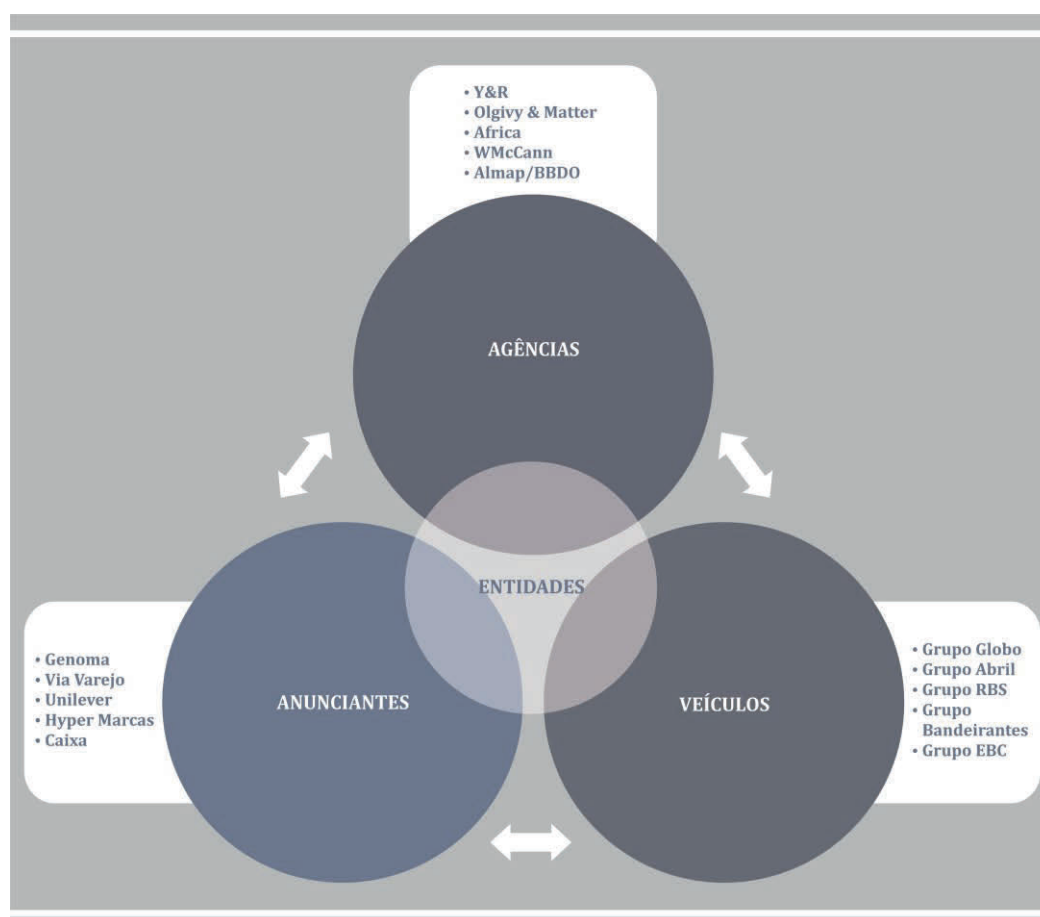 • Y&R
• Olgivy & Matter
• Africa
• WMcCann
• Almap/BBDO
AGÊNCIAS
ENTIDADES
• Genoma
• Via Varejo
• Unilever
• Hyper Marcas
• Caixa
ANUNCIANTES
VEÍCULOS
• Grupo Globo
• Grupo Abril
• Grupo RBS
• Grupo
Bandeirantes
• Grupo EBC